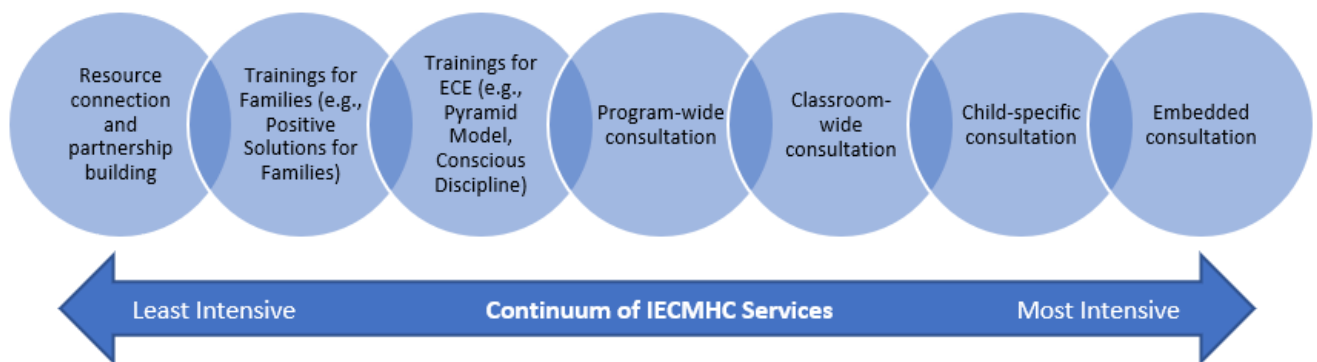 Resource
connection
and
partnership
building
Trainings for
Families (e.g.,
Positive
Solutions for
Families)
Trainings for
ECE (e.g.,
Pyramid
Model,
Conscious
Discipline)
Program-wide
consultation
Classroom-
wide
consultation
Child-specific
consultation
Embedded
consultation
Least Intensive
Continuum of IECMHC Services
Most Intensive